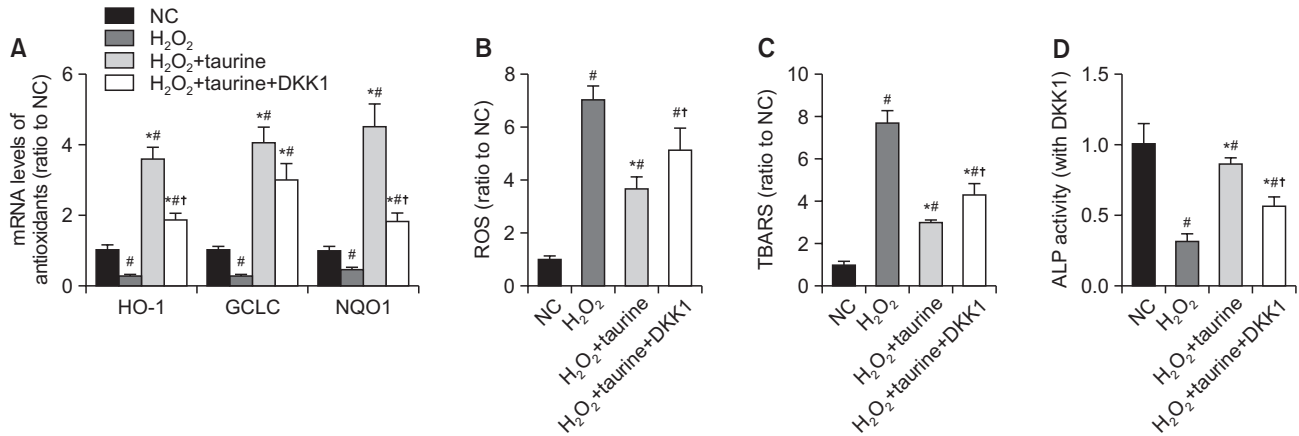 NC
H₂O₂
H₂O₂+taurine
H₂O₂+taurine+DKK1
A
mRNA levels of
antioxidants (ratio to NC)
6
4
2
0
#
*#
*#†
#
*#
*#
#
*#
*#†
HO-1
GCLC
NQO1
B
ROS (ratio to NC)
8
6
4
2
0
#
*#
#†
NC
H₂O₂
H₂O₂+taurine
H₂O₂+taurine+DKK1
C
TBARS (ratio to NC)
10
8
6
4
2
0
#
*#
*#†
NC
H₂O₂
H₂O₂+taurine
H₂O₂+taurine+DKK1
D
ALP activity (with DKK1)
1.5
1.0
0.5
0.0
#
*#
*#†
NC
H₂O₂
H₂O₂+taurine
H₂O₂+taurine+DKK1